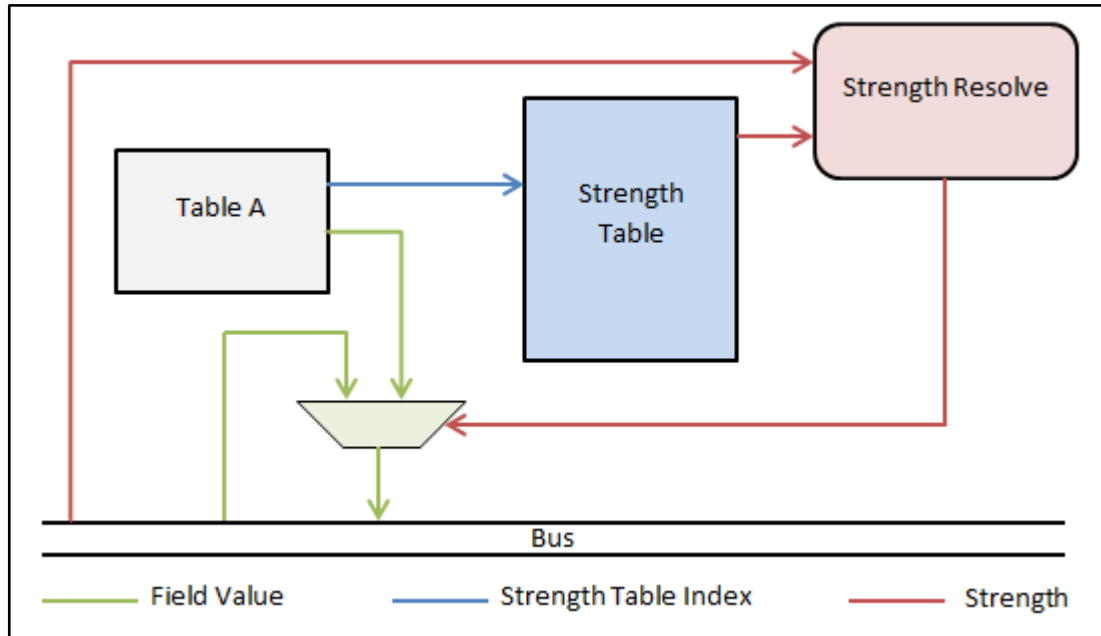 Strength Resolve
Table A
Strength
Table
Bus
Field Value
Strength Table Index
Strength